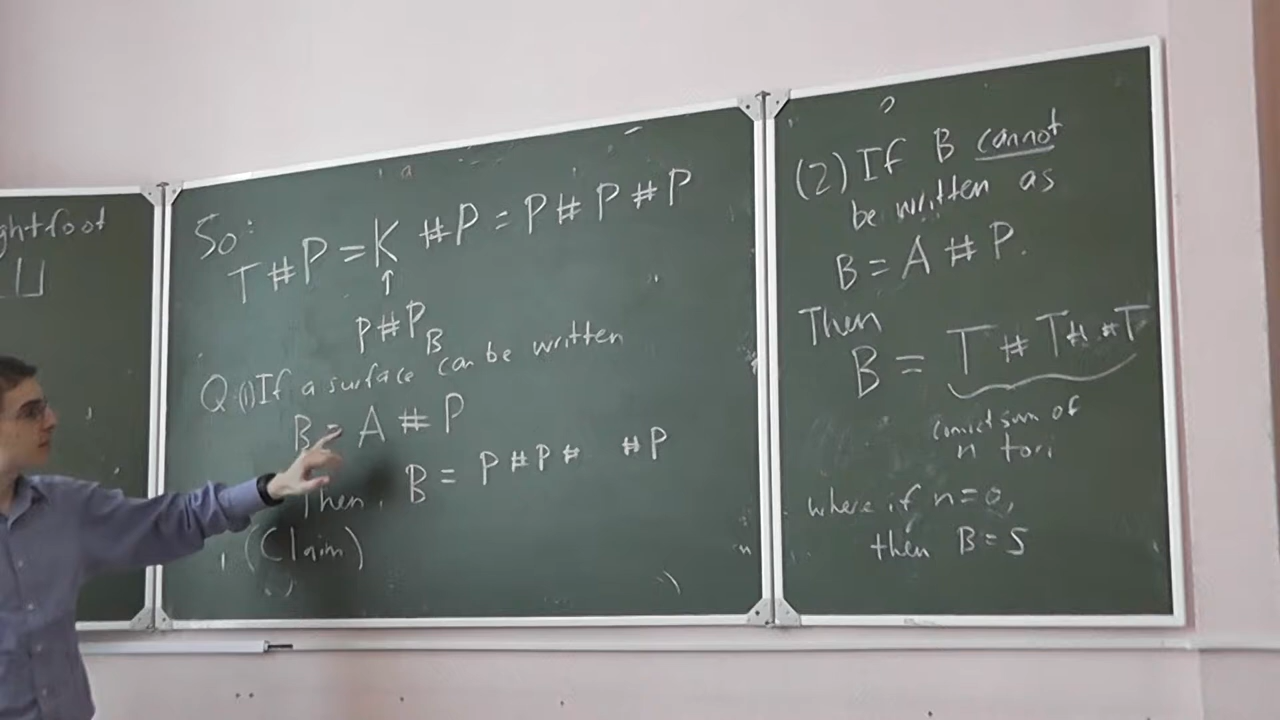 ghtfoot
So:
T # P = K # P = P # P # P
↑
P # P
B
Q:(1) If a surface can be written
B = A # P
Then, B = P # P # # P
(Claim)
(2) If B cannot
be written as
B = A # P.
Then
B = T # T # # T
sum of
n tori
where if n = 0,
then B = S